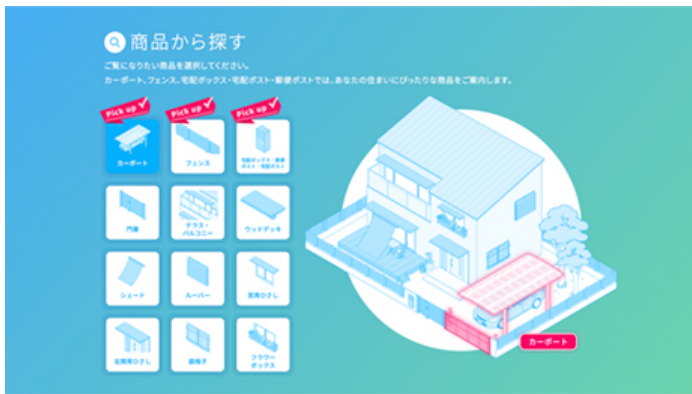 商品から探す
ご覧になりたい商品を選択してください。
カーポート、フェンス、宅配ボックス・宅配ポスト・郵便ポストでは、あなたの住まいにぴったりな商品をご案内します。
Pick up
Pick up
Pick up
カーポート
フェンス
宅配ボックス・郵便
ポスト・宅配ポスト
門扉
テラス・
バルコニー
ウッドデッキ
シェード
ルーバー
玄関ひさし
面格子
フラワー
ボックス
カーポート